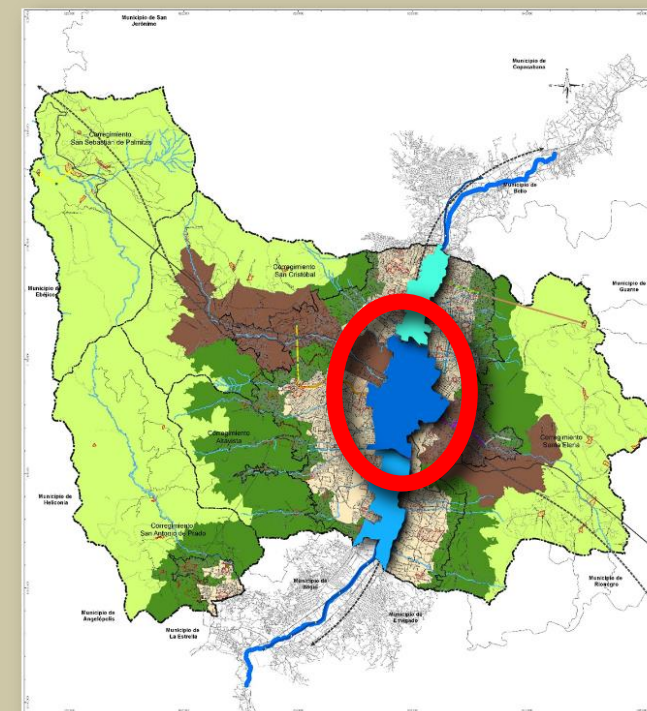 Municipio de San
Jerónimo
Municipio de
Copacabana
Corregimiento
San Sebastián de Palmitas
Municipio de
Bello
Corregimiento
San Cristóbal
Municipio de
Ebéjico
Municipio de
Guarne
Corregimiento
Altavista
Corregimiento
Santa Elena
Municipio de
Heliconia
Corregimiento
San Antonio de Prado
Municipio de
Rionegro
Municipio de
Itagüí
Municipio de
Envigado
Municipio de
Angelópolis
Municipio de
La Estrella